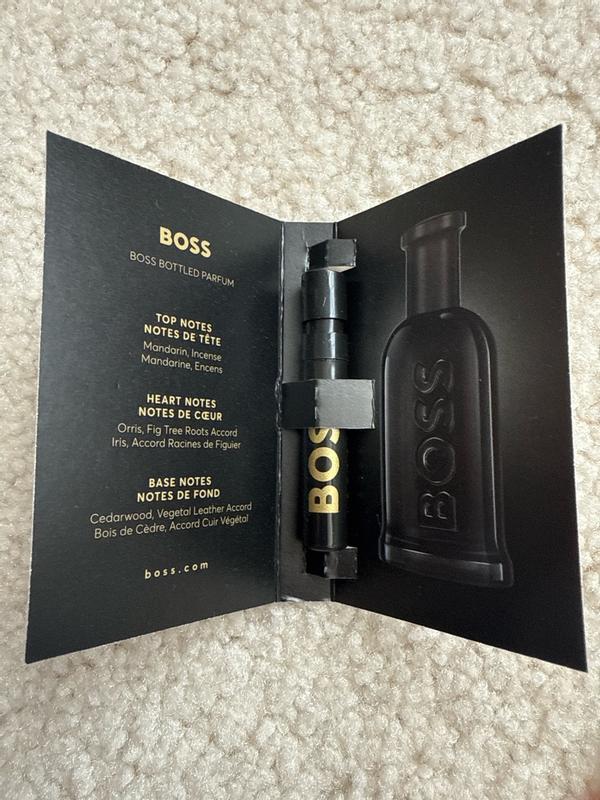 BOSS
BOSS BOTTLED PARFUM
TOP NOTES
NOTES DE TÊTE
Mandarin, Incense
Mandarine, Encens
HEART NOTES
NOTES DE CŒUR
Orris, Fig Tree Roots Accord
Iris, Accord Racines de Figuier
BASE NOTES
NOTES DE FOND
Cedarwood, Vegetal Leather Accord
Bois de Cèdre, Accord Cuir Végétal
boss.com
BOS
BOSS